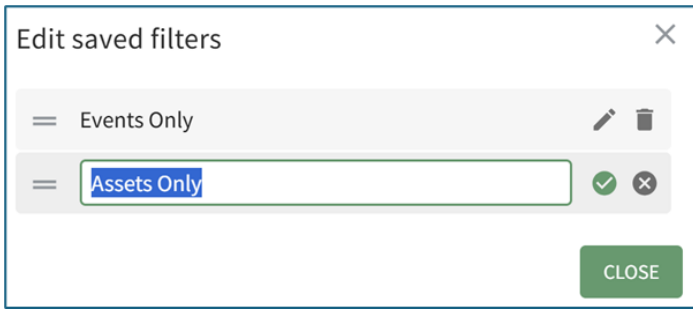 Edit saved filters
Events Only
Assets Only
CLOSE